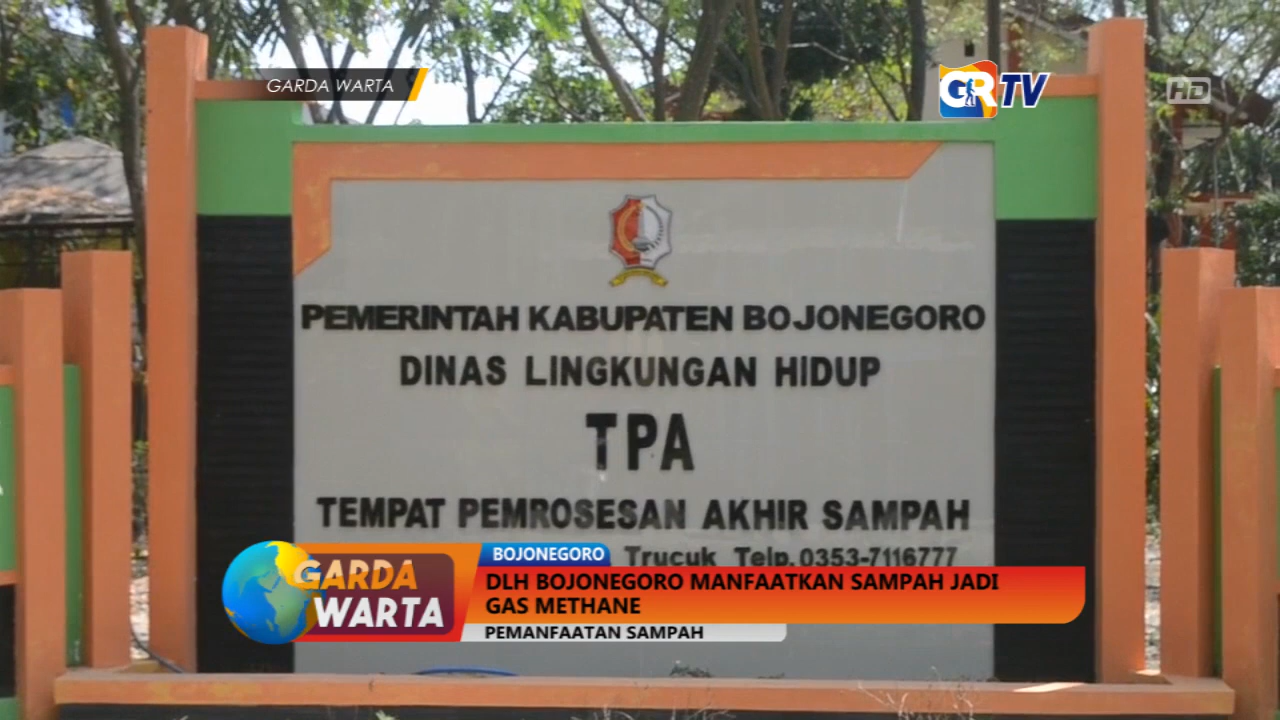 GARDA WARTA
GRTV
HD
PEMERINTAH KABUPATEN BOJONEGORO
DINAS LINGKUNGAN HIDUP
TPA
TEMPAT PEMROSESAN AKHIR SAMPAH
Trucuk Telp.0353-7116777
BOJONEGORO
GARDA WARTA
DLH BOJONEGORO MANFAATKAN SAMPAH JADI
GAS METHANE
PEMANFAATAN SAMPAH